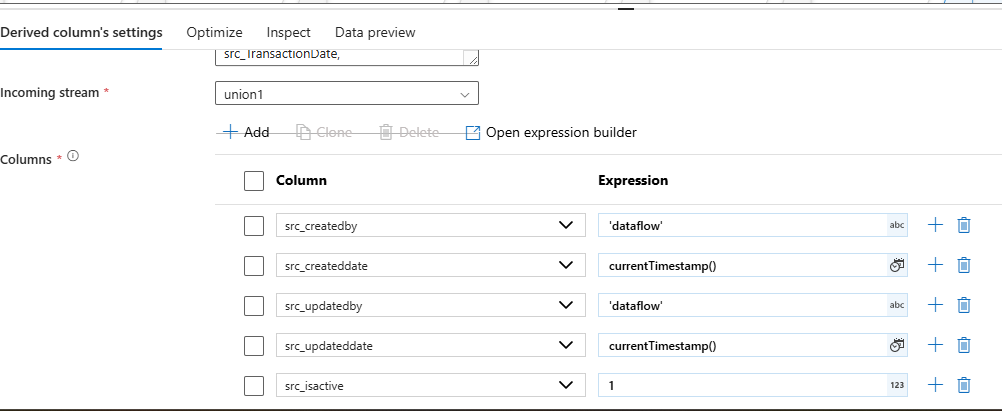 Derived column's settings Optimize Inspect Data preview
src_TransactionDate,
Incoming stream * union1
Add Clone Delete Open expression builder
Columns *
Column Expression
src_createdby 'dataflow' abc
src_createddate currentTimestamp()
src_updatedby 'dataflow' abc
src_updateddate currentTimestamp()
src_isactive 1 123